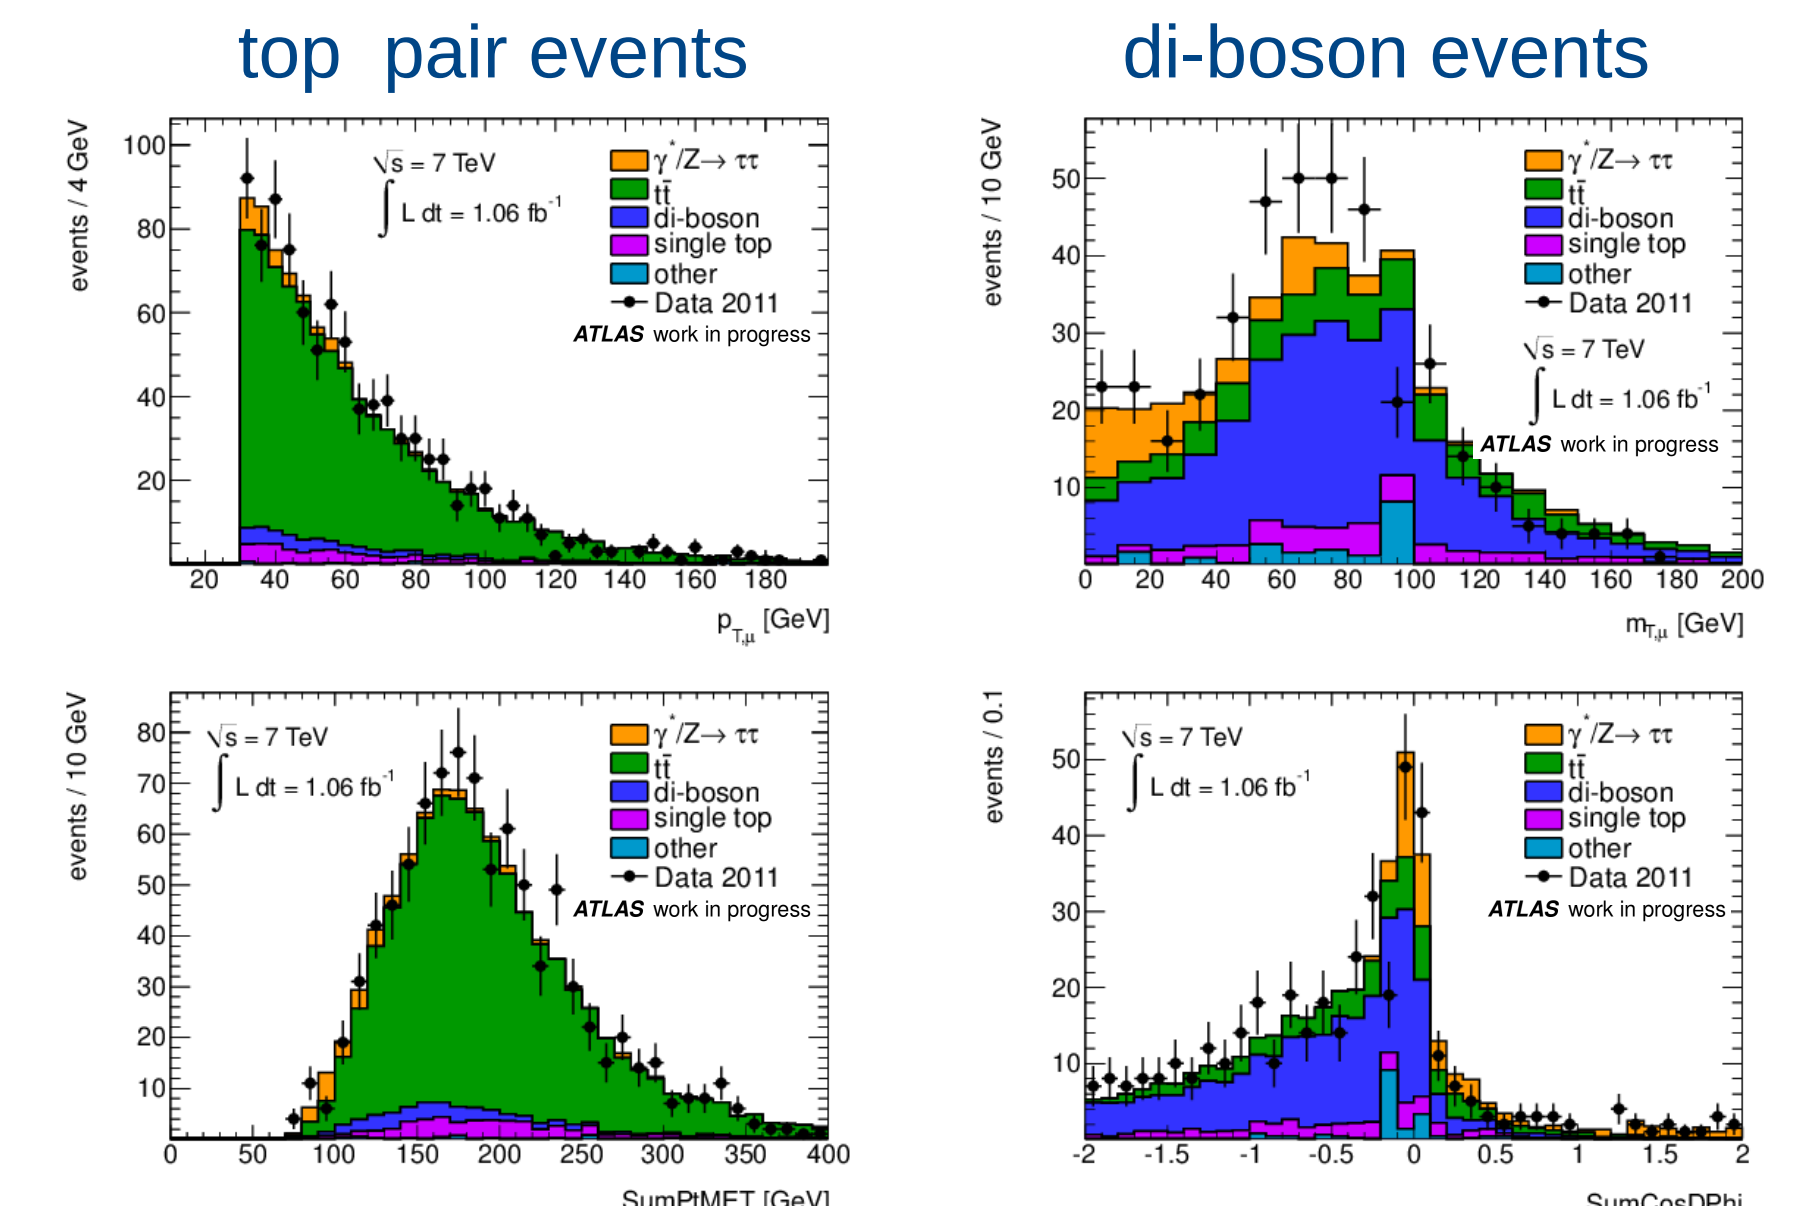 top pair events
di-boson events
events / 4 GeV
100
80
60
40
20
√s = 7 TeV
∫ L dt = 1.06 fb⁻¹
γ*/Z→ ττ
tt̄
di-boson
single top
other
Data 2011
ATLAS work in progress
20 40 60 80 100 120 140 160 180
p_T,μ [GeV]
events / 10 GeV
50
40
30
20
10
γ*/Z→ ττ
tt̄
di-boson
single top
other
Data 2011
√s = 7 TeV
∫ L dt = 1.06 fb⁻¹
ATLAS work in progress
0 20 40 60 80 100 120 140 160 180 200
m_T,μ [GeV]
events / 10 GeV
80
70
60
50
40
30
20
10
√s = 7 TeV
∫ L dt = 1.06 fb⁻¹
γ*/Z→ ττ
tt̄
di-boson
single top
other
Data 2011
ATLAS work in progress
0 50 100 150 200 250 300 350 400
SumPtMET [GeV]
events / 0.1
50
40
30
20
10
√s = 7 TeV
∫ L dt = 1.06 fb⁻¹
γ*/Z→ ττ
tt̄
di-boson
single top
other
Data 2011
ATLAS work in progress
-2 -1.5 -1 -0.5 0 0.5 1 1.5 2
SumCosDPhi